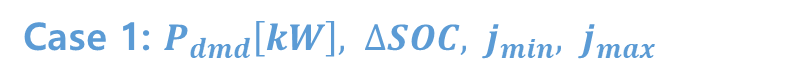 Case 1: P_dmd[kW], ΔSOC, j_min, j_max